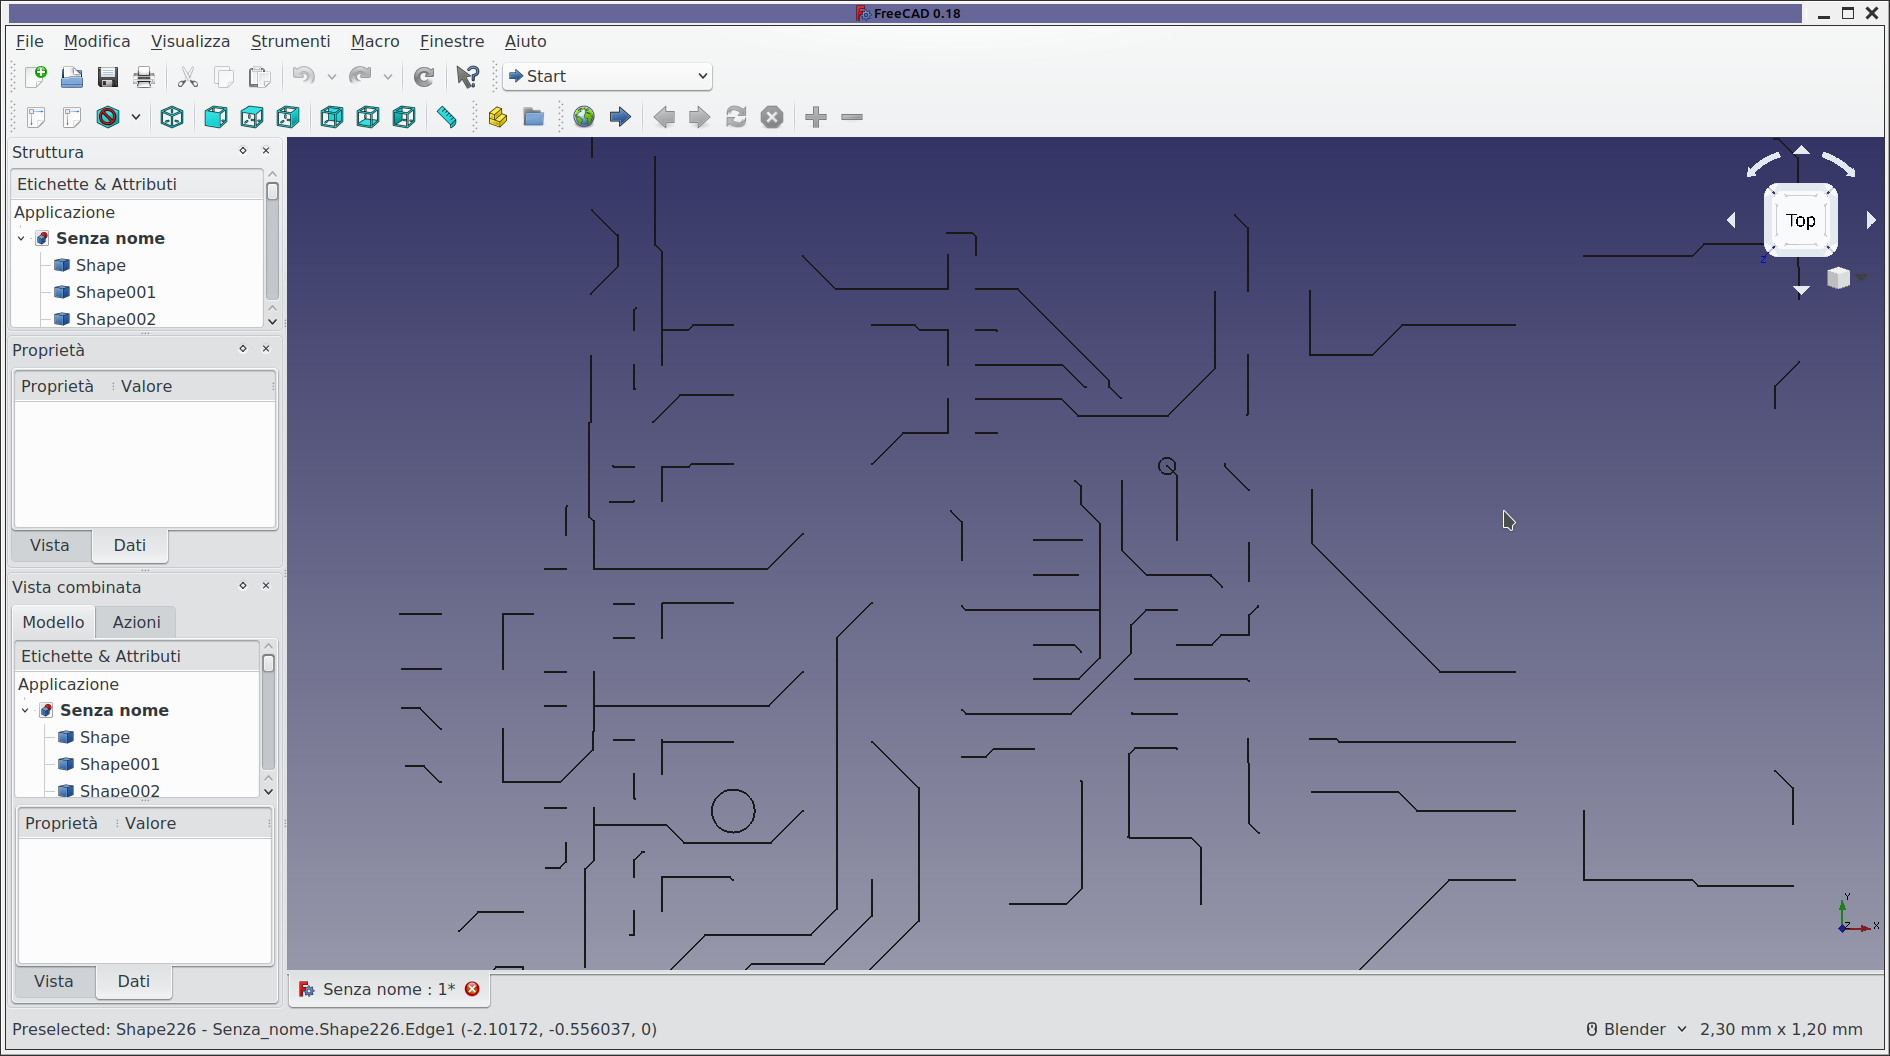 FreeCAD 0.18
File Modifica Visualizza Strumenti Macro Finestre Aiuto
Start
Struttura
Etichette & Attributi
Applicazione
Senza nome
Shape
Shape001
Shape002
Proprietà
Proprietà Valore
Vista Dati
Vista combinata
Modello Azioni
Etichette & Attributi
Applicazione
Senza nome
Shape
Shape001
Shape002
Proprietà Valore
Vista Dati
Top
Z
Y
Z
X
Senza nome : 1*
Preselected: Shape226 - Senza_nome.Shape226.Edge1 (-2.10172, -0.556037, 0)
Blender 2,30 mm x 1,20 mm